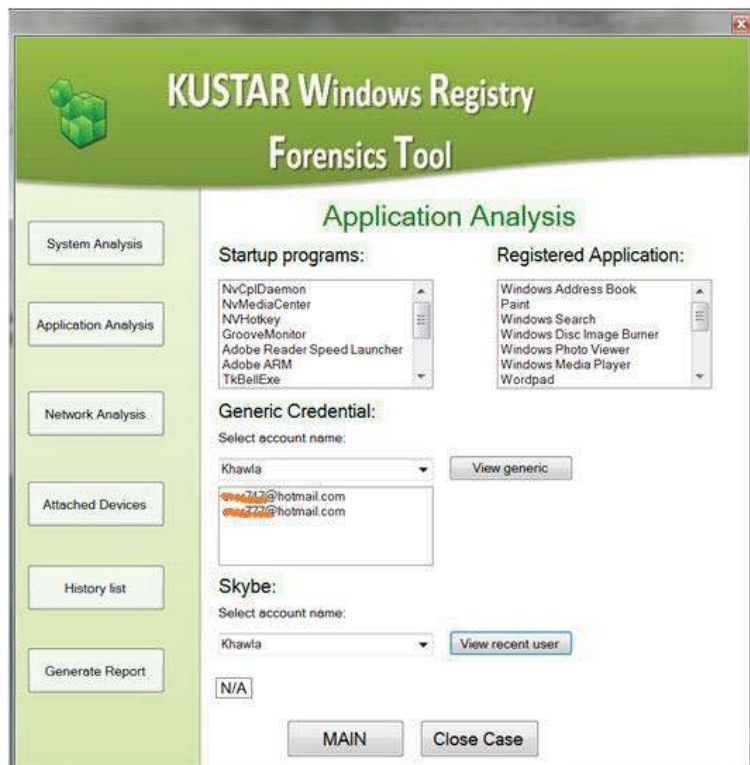 KUSTAR Windows Registry
Forensics Tool
System Analysis
Application Analysis
Network Analysis
Attached Devices
History list
Generate Report
Application Analysis
Startup programs:
NvCplDaemon
NvMediaCenter
NVHotkey
GrooveMonitor
Adobe Reader Speed Launcher
Adobe ARM
TkBellExe
Registered Application:
Windows Address Book
Paint
Windows Search
Windows Disc Image Burner
Windows Photo Viewer
Windows Media Player
Wordpad
Generic Credential:
Select account name:
Khawla
View generic
@hotmail.com
@hotmail.com
Skybe:
Select account name:
Khawla
View recent user
N/A
MAIN
Close Case